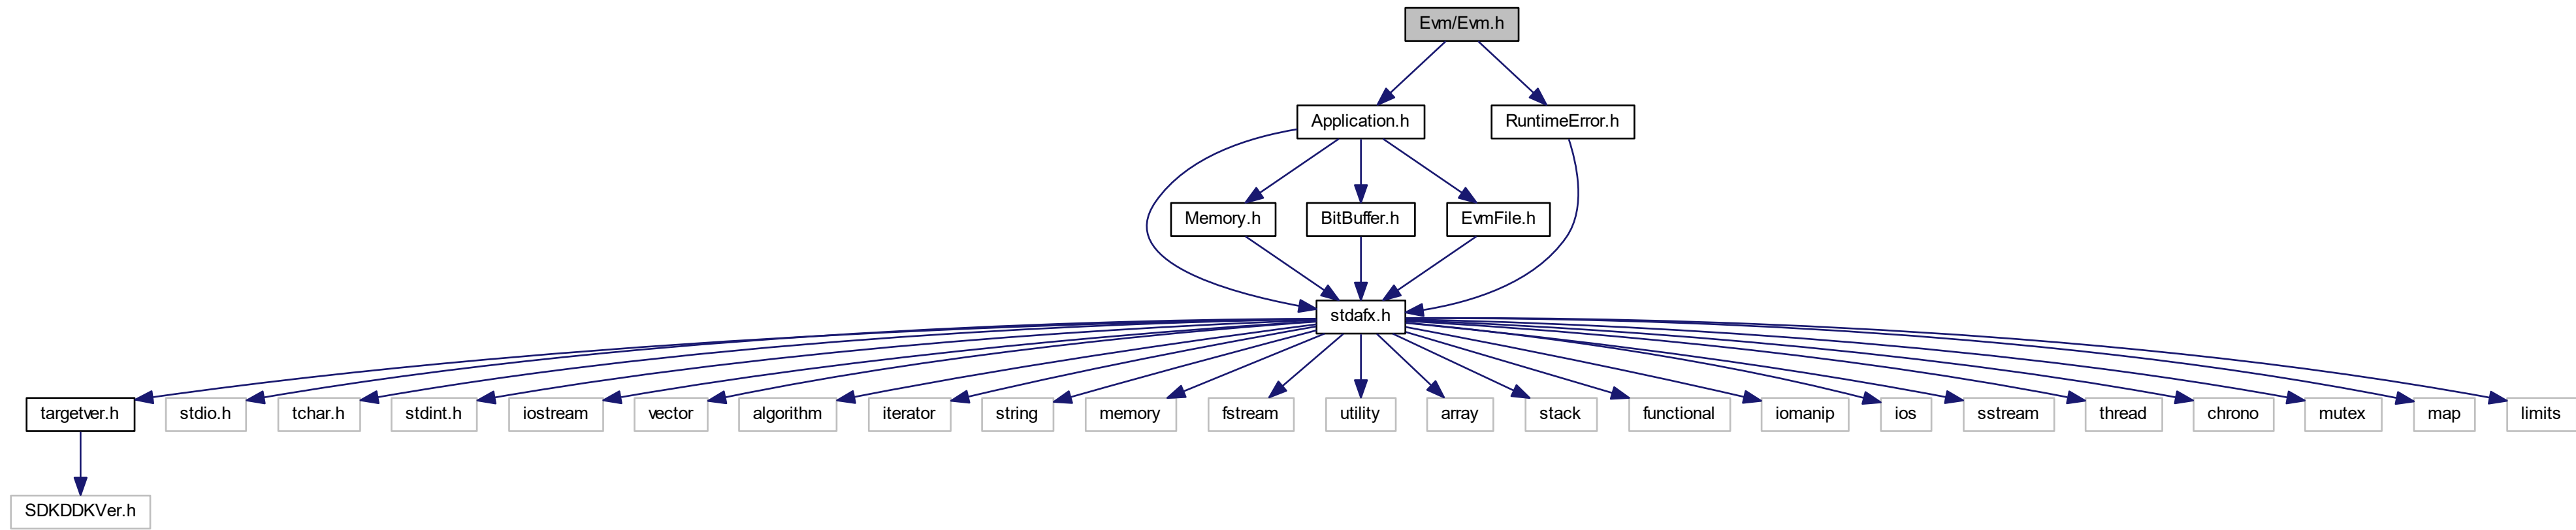 Evm/Evm.h
Application.h
RuntimeError.h
Memory.h
BitBuffer.h
EvmFile.h
stdafx.h
targetver.h
stdio.h
tchar.h
stdint.h
iostream
vector
algorithm
iterator
string
memory
fstream
utility
array
stack
functional
iomanip
ios
sstream
thread
chrono
mutex
map
limits
SDKDDKVer.h